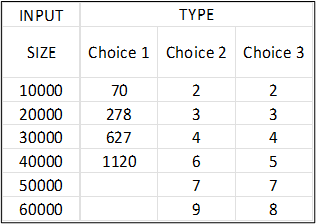 INPUT TYPE
SIZE Choice 1 Choice 2 Choice 3
10000 70 2 2
20000 278 3 3
30000 627 4 4
40000 1120 6 5
50000 7 7
60000 9 8